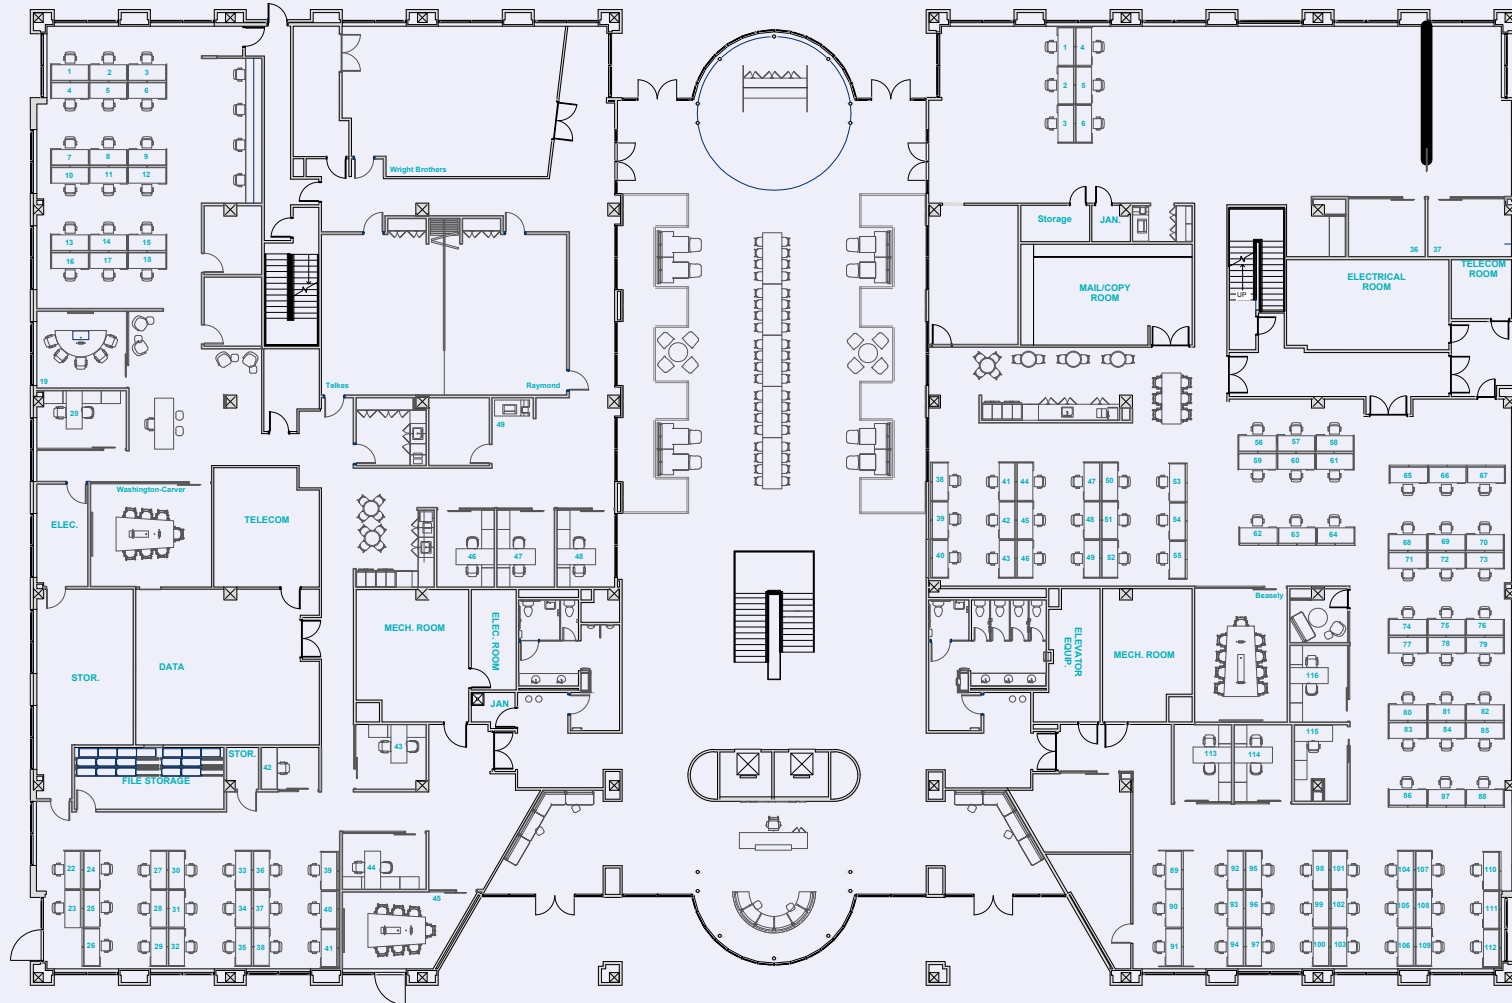 1 2 3
4 5 6
7 8 9
10 11 12
13 14 15
16 17 18
19
20
Wright Brothers
Telkes
Raymond
49
Washington-Carver
ELEC.
TELECOM
46 47 48
MECH. ROOM
ELEC. ROOM
STOR.
DATA
JAN
43
STOR.
42
FILE STORAGE
44
45
22 24
23 25
26
27 30
28 31
29 32
33 36
34 37
35 38
39
40
41
1 4
2 5
3 6
Storage
JAN.
MAIL/COPY
ROOM
UP
36 37
ELECTRICAL
ROOM
TELECOM
ROOM
38
39
40
41 44
42 45
43 46
47 50
48 51
49 52
53
54
55
56 57 58
59 60 61
62 63 64
65 66 67
68 69 70
71 72 73
74 75 76
77 78 79
80 81 82
83 84 85
86 87 88
Beasely
ELEVATOR
EQUIP.
MECH. ROOM
116
115
113 114
89
90
91
92 95
93 96
94 97
98 101
99 102
100 103
104 107
105 108
106 109
110
111
112